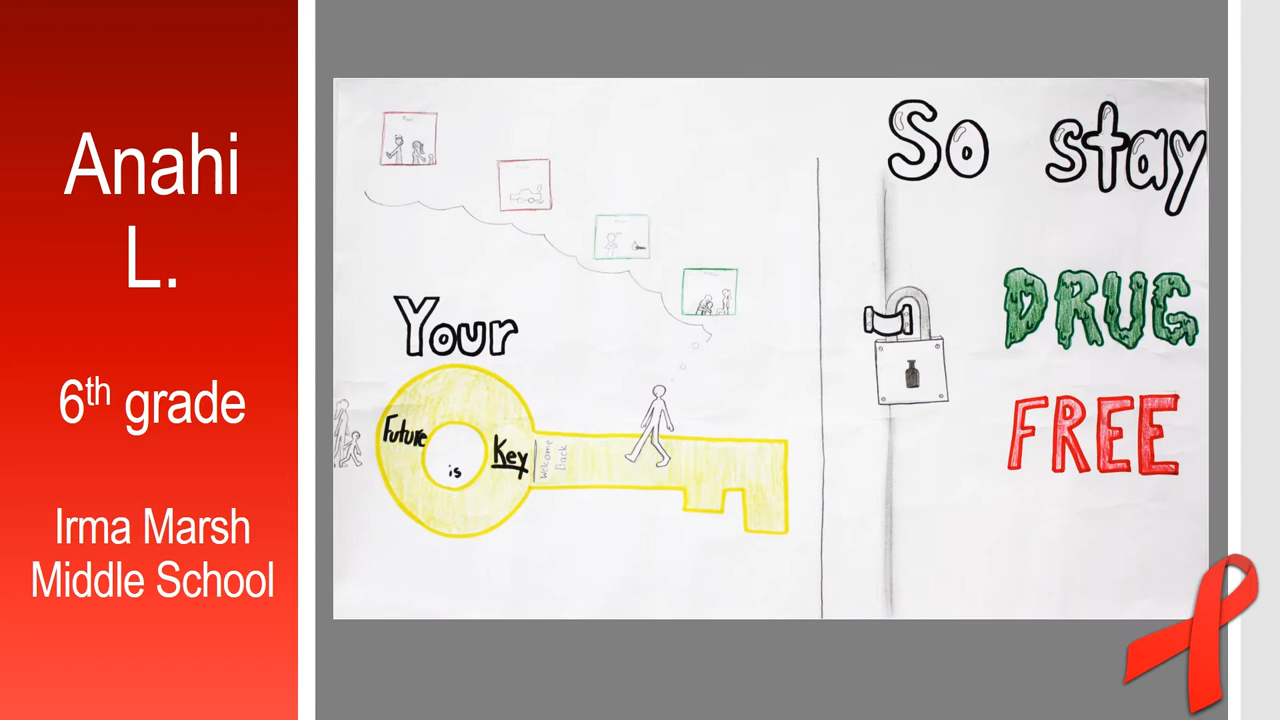 Anahi
L.
6th grade
Irma Marsh
Middle School
Your
Future
is
Key
Welcome
Back
So stay
DRUG
FREE